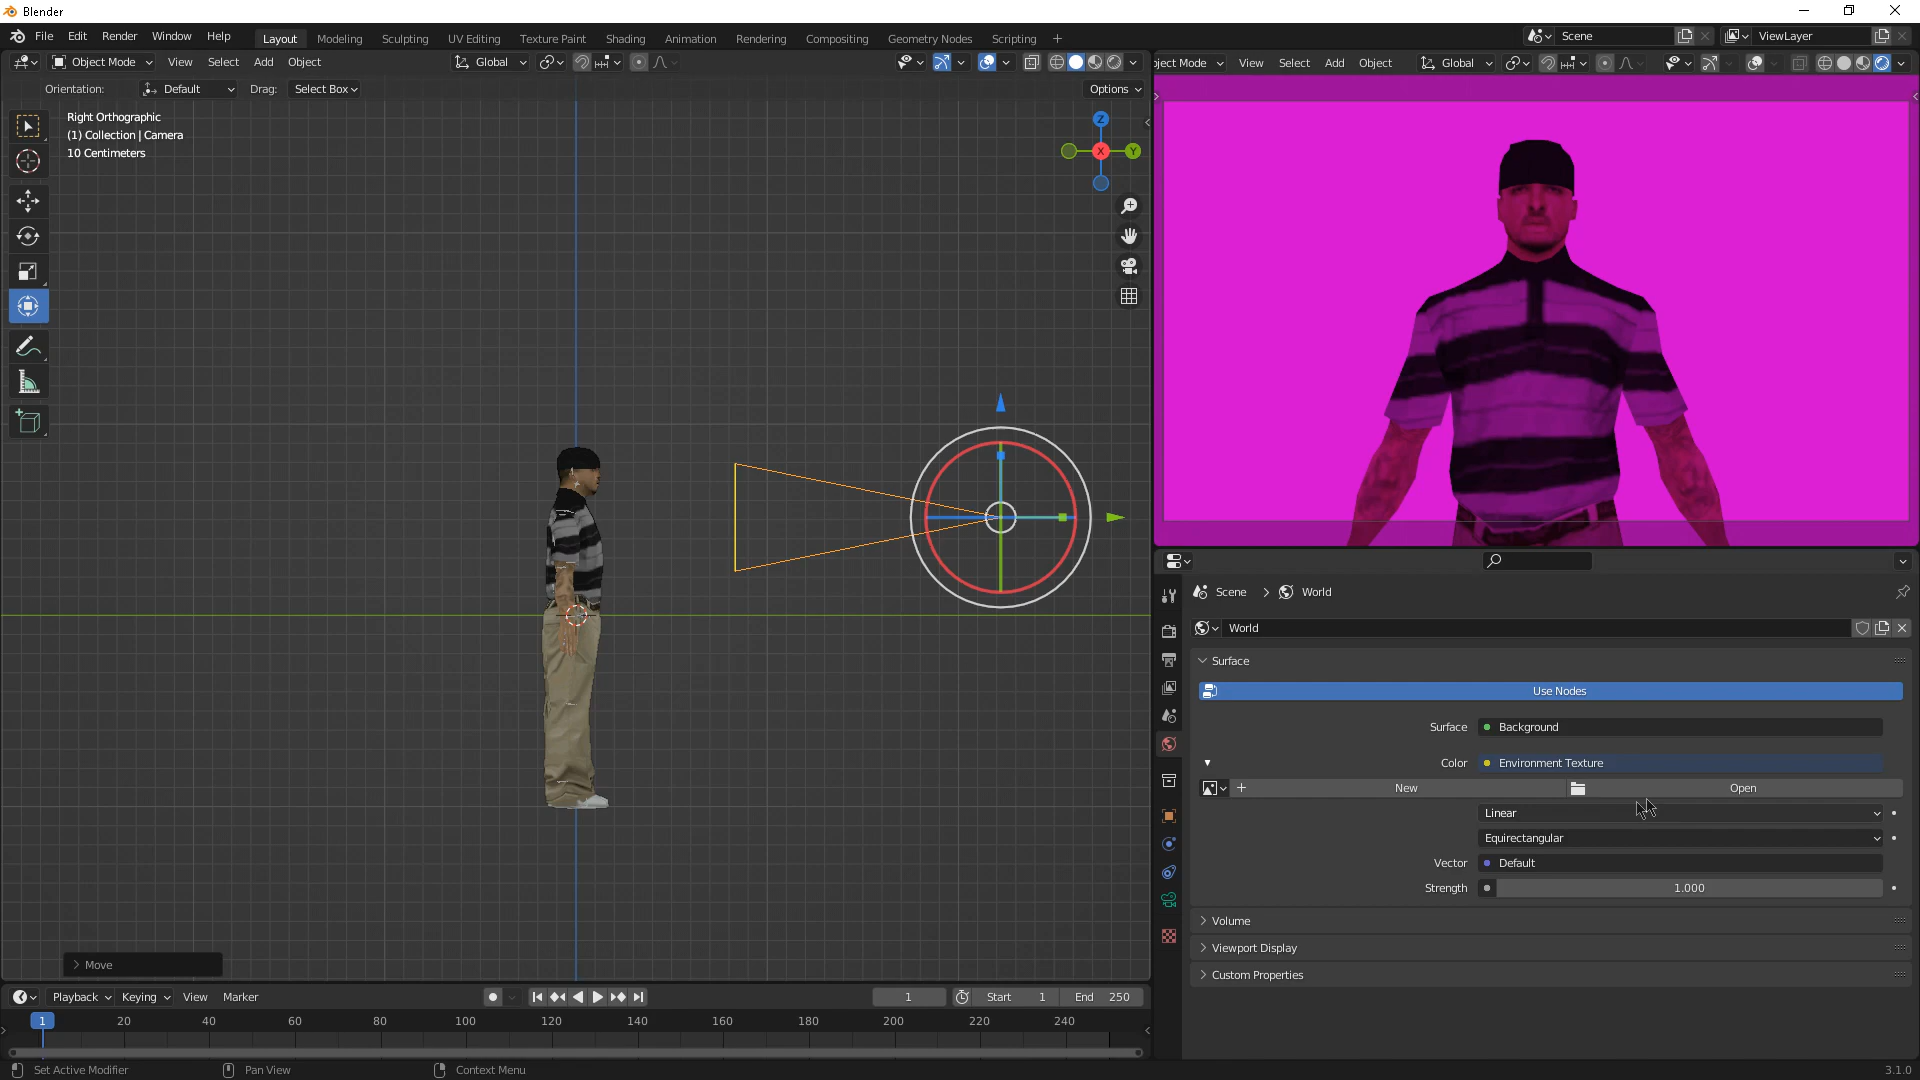 Blender
File Edit Render Window Help Layout Modeling Sculpting UV Editing Texture Paint Shading Animation Rendering Compositing Geometry Nodes Scripting + Scene ViewLayer
Object Mode View Select Add Object Global
Orientation: Default Drag: Select Box Options
Right Orthographic
(1) Collection | Camera
10 Centimeters
Z
X
Y
Move
bject Mode View Select Add Object Global
Scene > World
World
Surface
Use Nodes
Surface Background
Color Environment Texture
New Open
Linear
Equirectangular
Vector Default
Strength 1.000
Volume
Viewport Display
Custom Properties
Playback Keying View Marker 1 Start 1 End 250
1 20 40 60 80 100 120 140 160 180 200 220 240
Set Active Modifier Pan View Context Menu 3.1.0